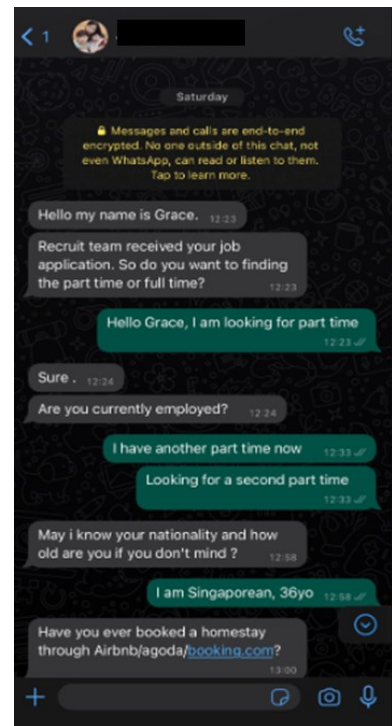 1
Saturday
🔒 Messages and calls are end-to-end
encrypted. No one outside of this chat, not
even WhatsApp, can read or listen to them.
Tap to learn more.
Hello my name is Grace. 12:23
Recruit team received your job
application. So do you want to finding
the part time or full time?
12:23
Hello Grace, I am looking for part time
12:23
Sure . 12:24
Are you currently employed? 12:24
I have another part time now 12:33
Looking for a second part time
12:33
May i know your nationality and how
old are you if you don't mind ? 12:58
I am Singaporean, 36yo 12:58
Have you ever booked a homestay
through Airbnb/agoda/booking.com?
13:00